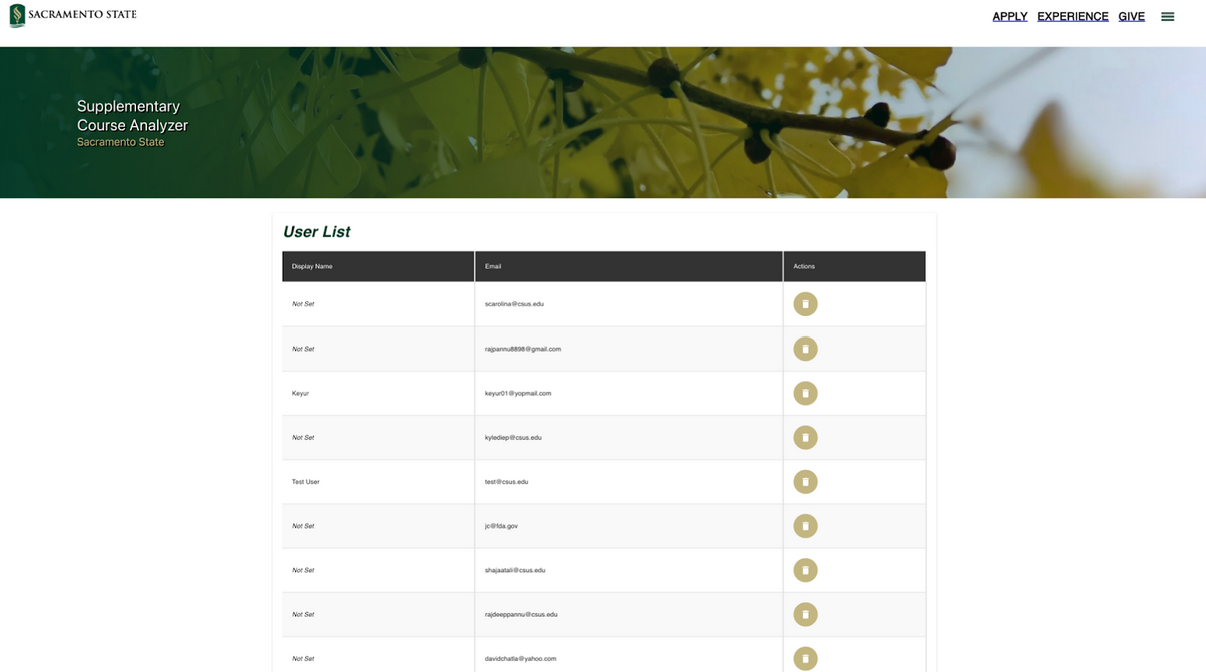 SACRAMENTO STATE
APPLY EXPERIENCE GIVE
Supplementary
Course Analyzer
Sacramento State
User List
Display Name Email Actions
Not Set scarolina@csus.edu
Not Set rajpannu8898@gmail.com
Keyur keyur01@yopmail.com
Not Set kylediep@csus.edu
Test User test@csus.edu
Not Set jc@fda.gov
Not Set shajaatali@csus.edu
Not Set rajdeeppannu@csus.edu
Not Set davidchatla@yahoo.com